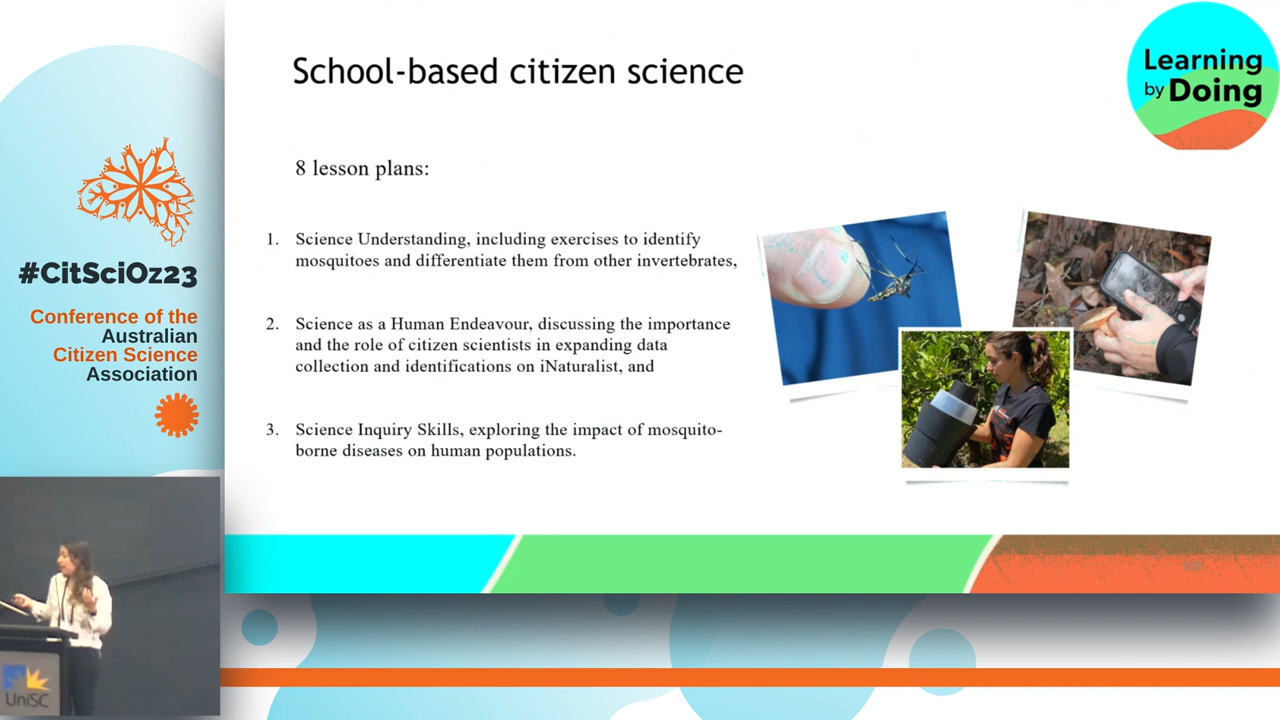 School-based citizen science
Learning
by Doing
8 lesson plans:
1. Science Understanding, including exercises to identify
mosquitoes and differentiate them from other invertebrates,
2. Science as a Human Endeavour, discussing the importance
and the role of citizen scientists in expanding data
collection and identifications on iNaturalist, and
3. Science Inquiry Skills, exploring the impact of mosquito-
borne diseases on human populations.
#CitSciOz23
Conference of the
Australian
Citizen Science
Association
UniSC